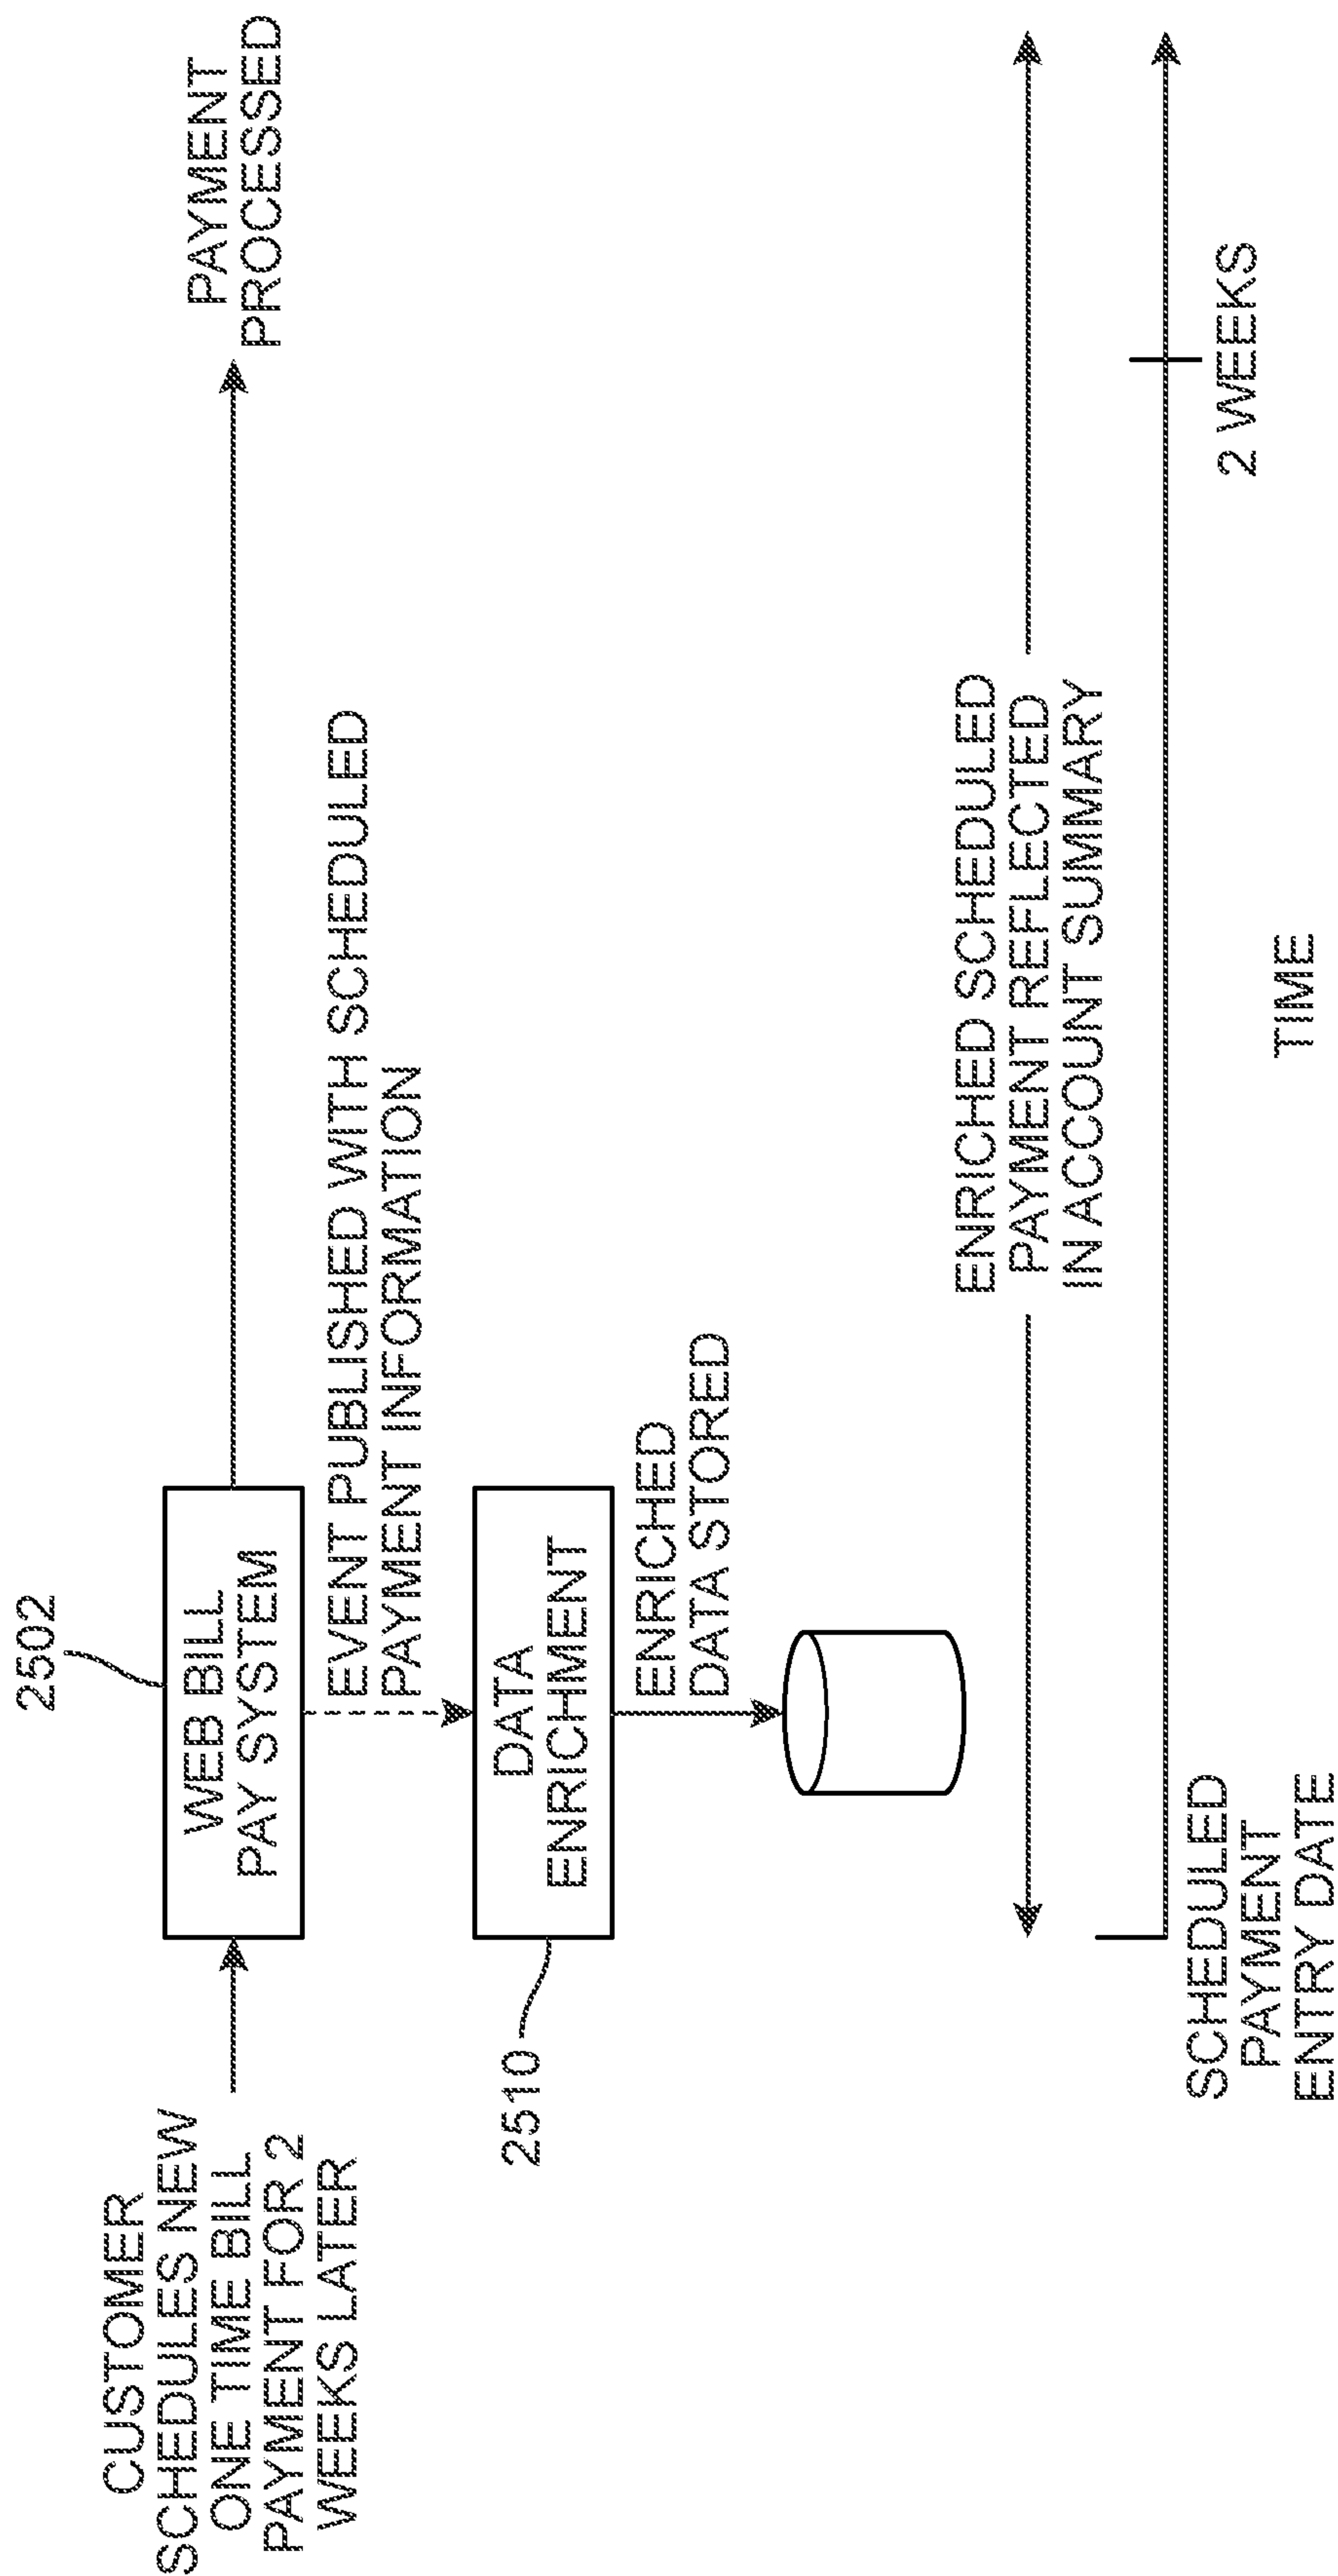 CUSTOMER
SCHEDULES NEW
ONE TIME BILL
PAYMENT FOR 2
WEEKS LATER
2502
WEB BILL
PAY SYSTEM
PAYMENT
PROCESSED
EVENT PUBLISHED WITH SCHEDULED
PAYMENT INFORMATION
2510
DATA
ENRICHMENT
ENRICHED
DATA STORED
ENRICHED SCHEDULED
PAYMENT REFLECTED
IN ACCOUNT SUMMARY
SCHEDULED
PAYMENT
ENTRY DATE
2 WEEKS
TIME